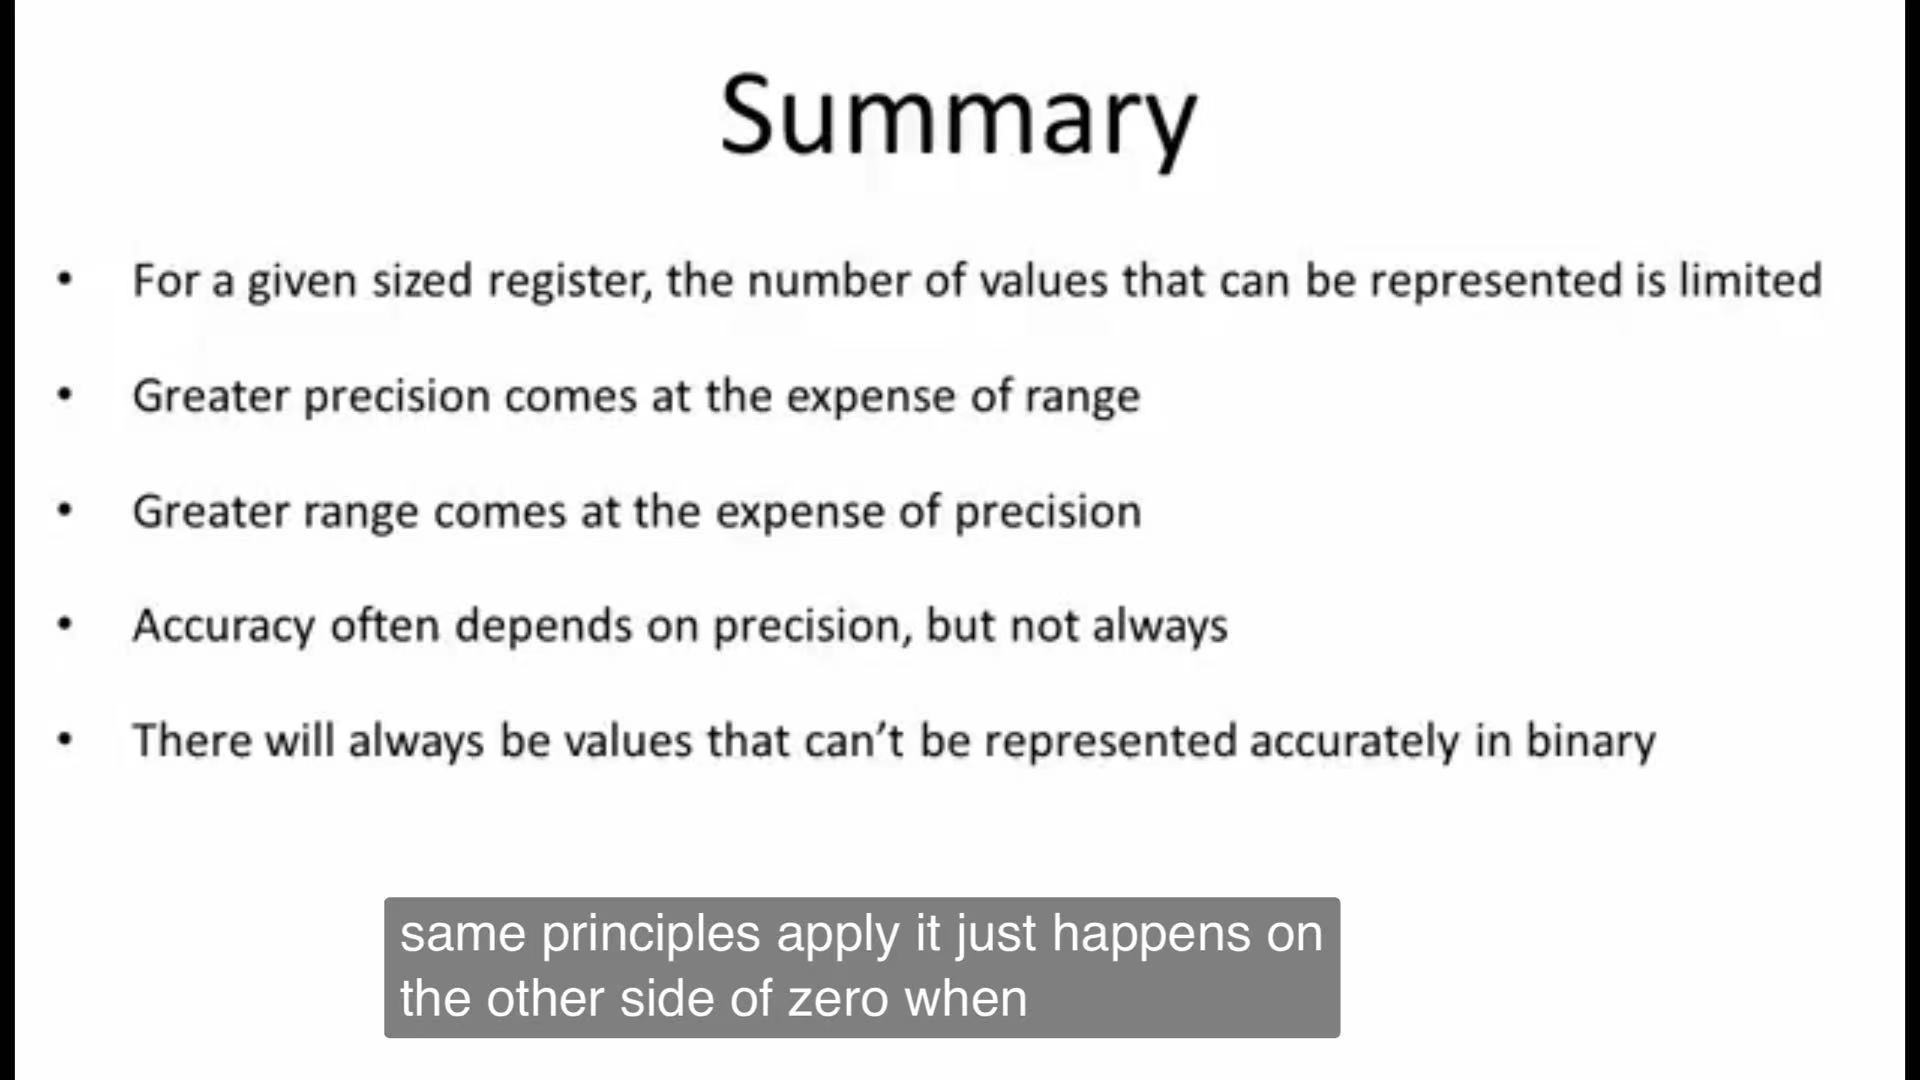 Summary
• For a given sized register, the number of values that can be represented is limited
• Greater precision comes at the expense of range
• Greater range comes at the expense of precision
• Accuracy often depends on precision, but not always
• There will always be values that can’t be represented accurately in binary
same principles apply it just happens on
the other side of zero when